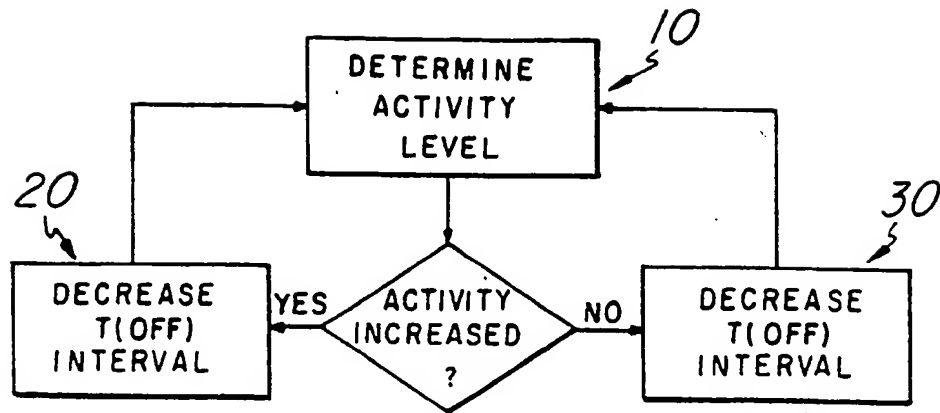 10
DETERMINE
ACTIVITY
LEVEL
20
30
DECREASE
T(OFF)
INTERVAL
YES
ACTIVITY
INCREASED
?
NO
DECREASE
T(OFF)
INTERVAL